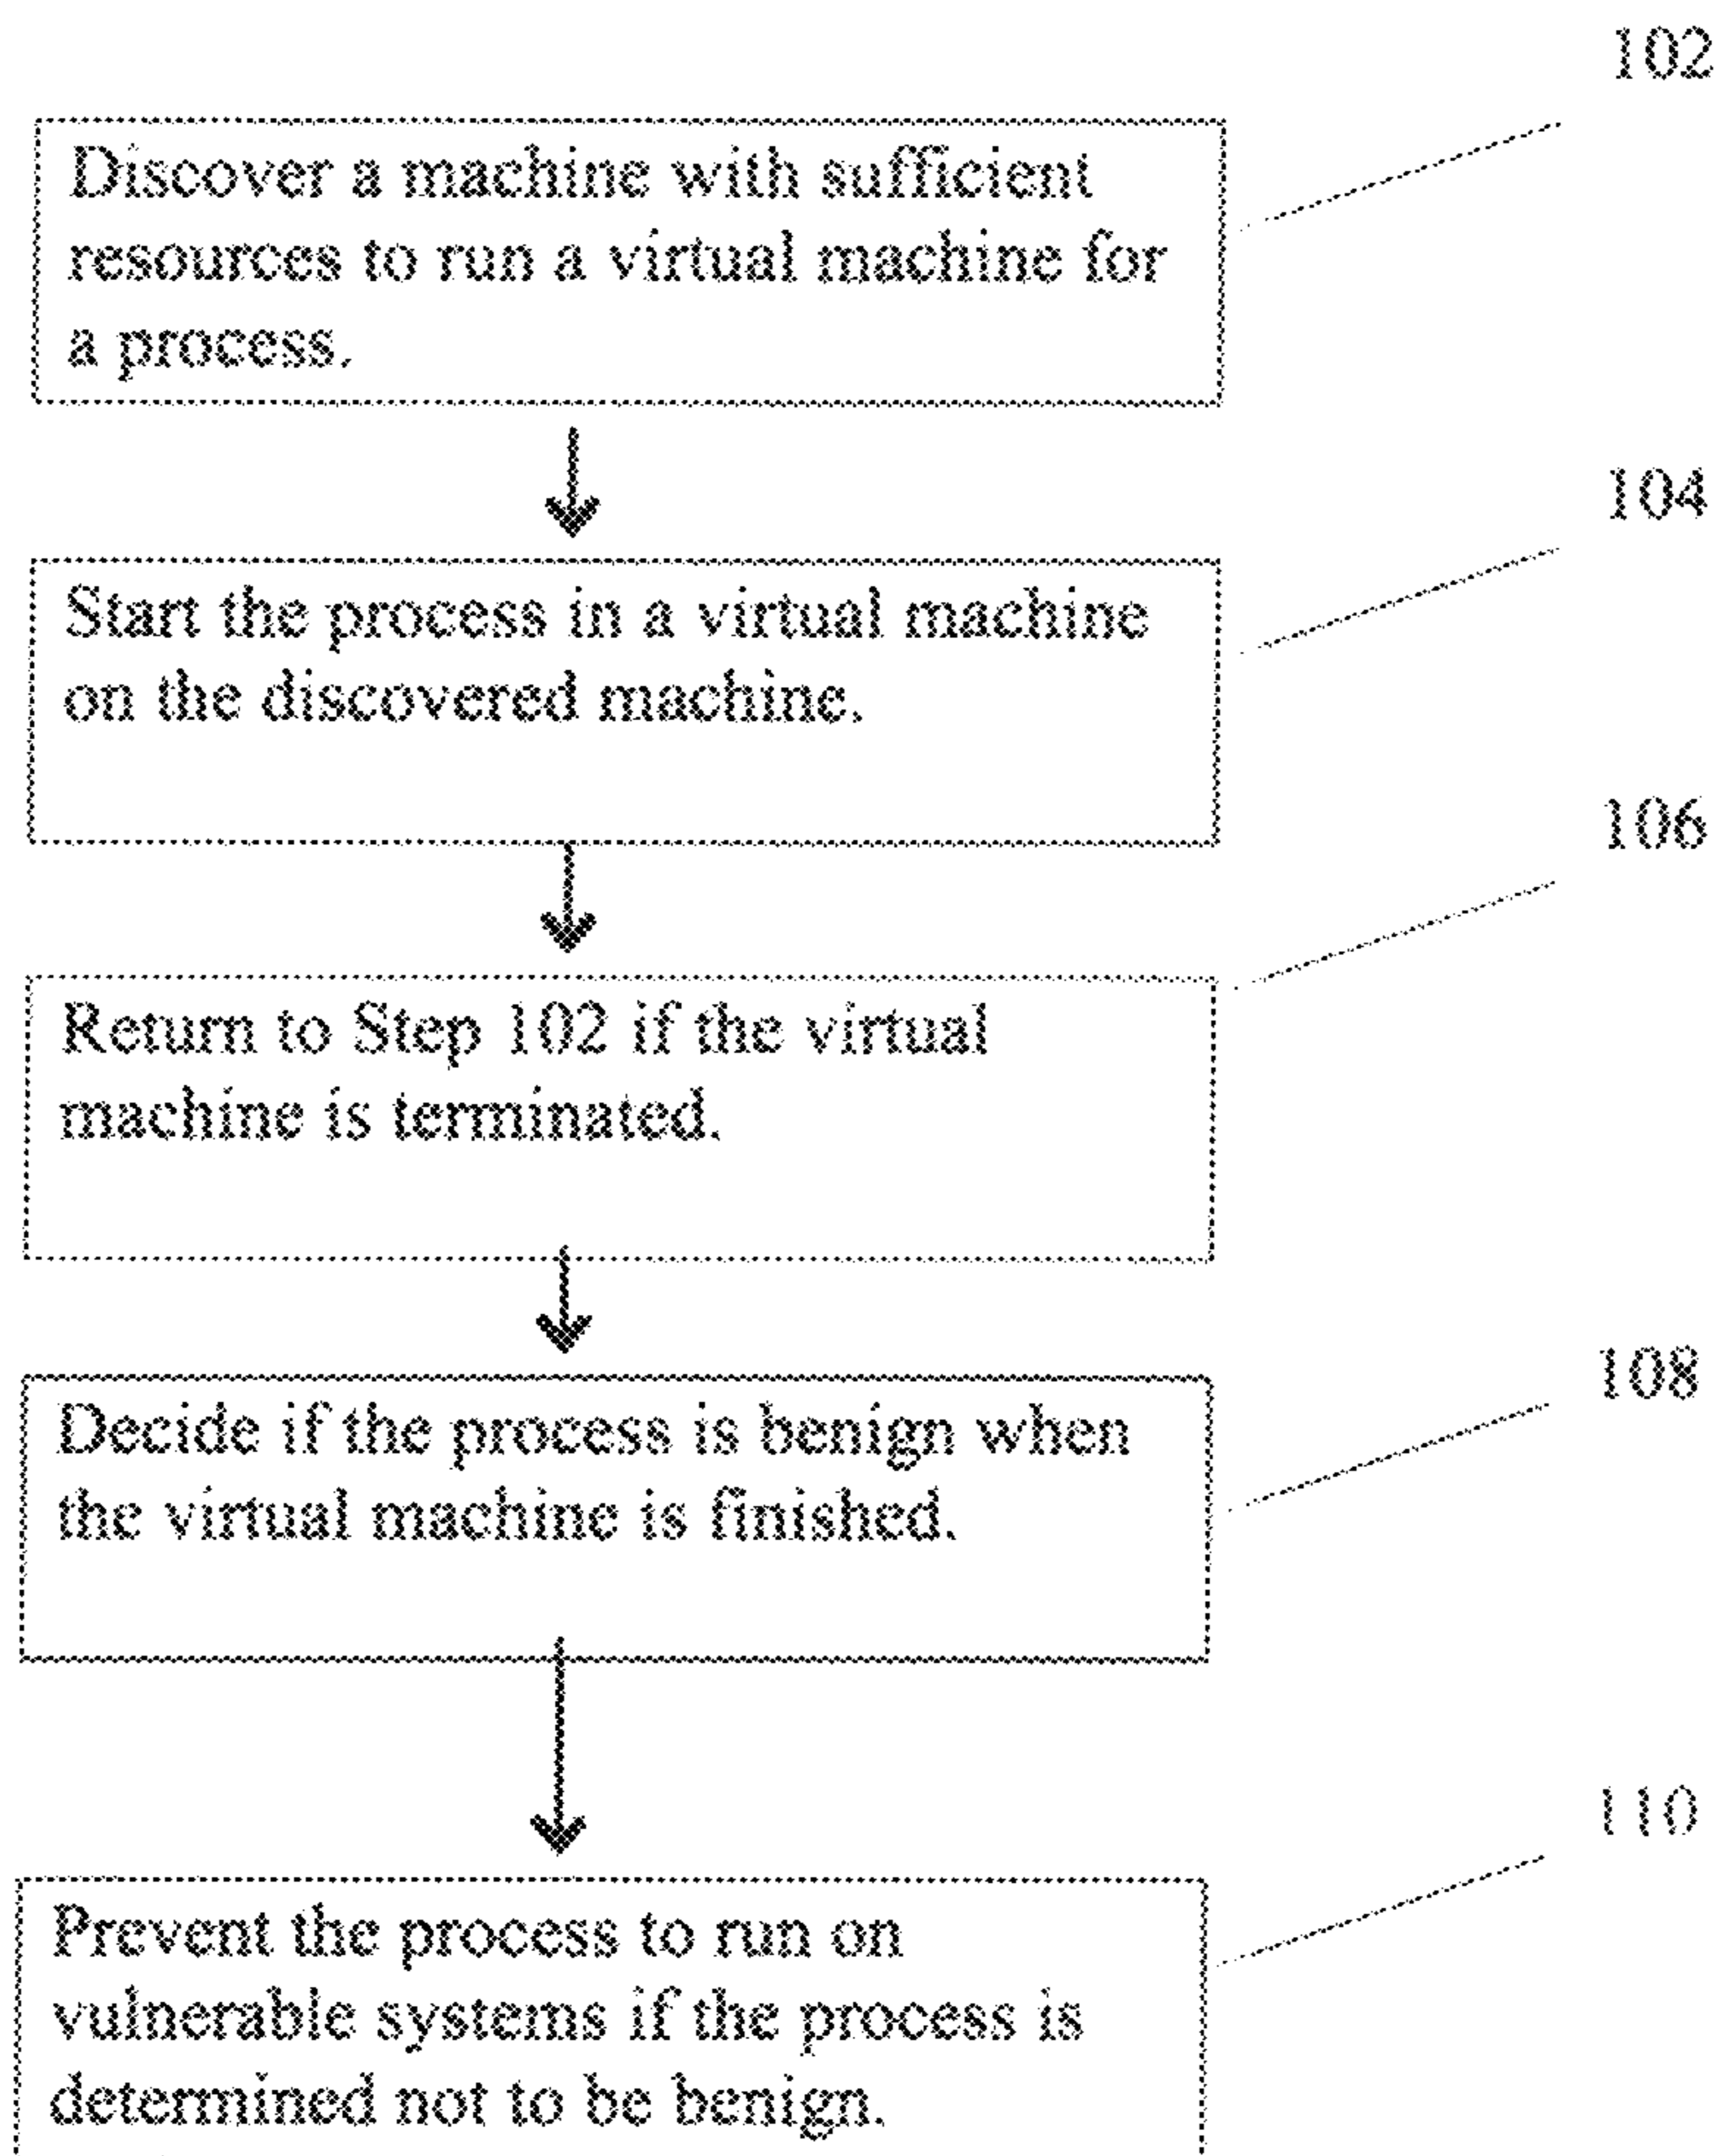 102
Discover a machine with sufficient
resources to run a virtual machine for
a process.
104
Start the process in a virtual machine
on the discovered machine.
106
Return to Step 102 if the virtual
machine is terminated.
108
Decide if the process is benign when
the virtual machine is finished.
110
Prevent the process to run on
vulnerable systems if the process is
determined not to be benign.